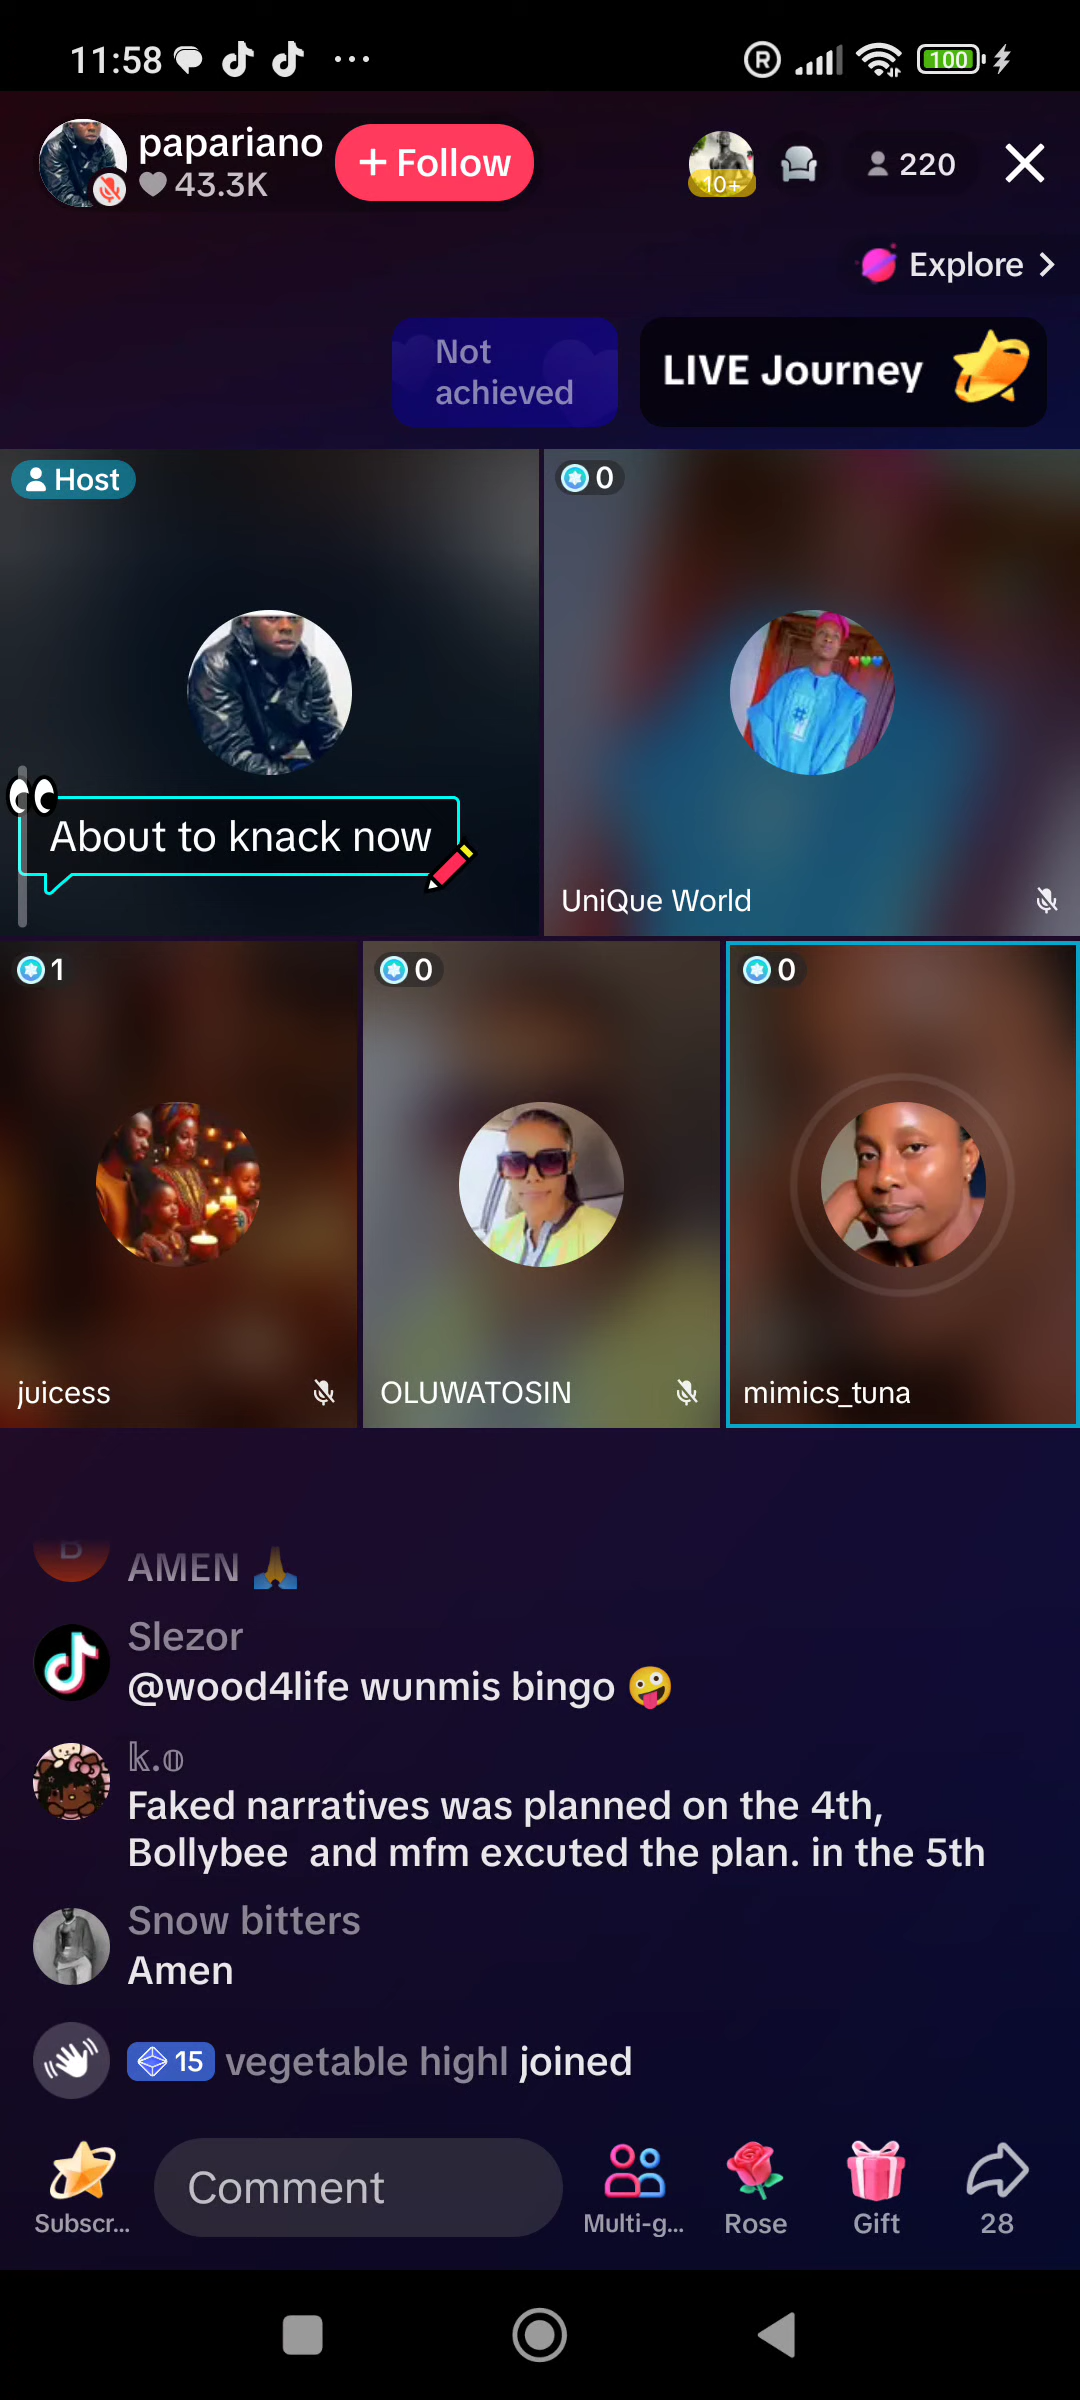 11:58
R
100
papariano
+ Follow
43.3K
10+
220
Explore
Not
achieved
LIVE Journey
Host
0
About to knack now
UniQue World
1
0
0
juicess
OLUWATOSIN
mimics_tuna
B
AMEN 🙏
Slezor
@wood4life wunmis bingo 🤪
𝕜.𝕠
Faked narratives was planned on the 4th,
Bollybee  and mfm excuted the plan. in the 5th
Snow bitters
Amen
15 vegetable highl joined
Comment
Subscr...
Multi-g...
Rose
Gift
28